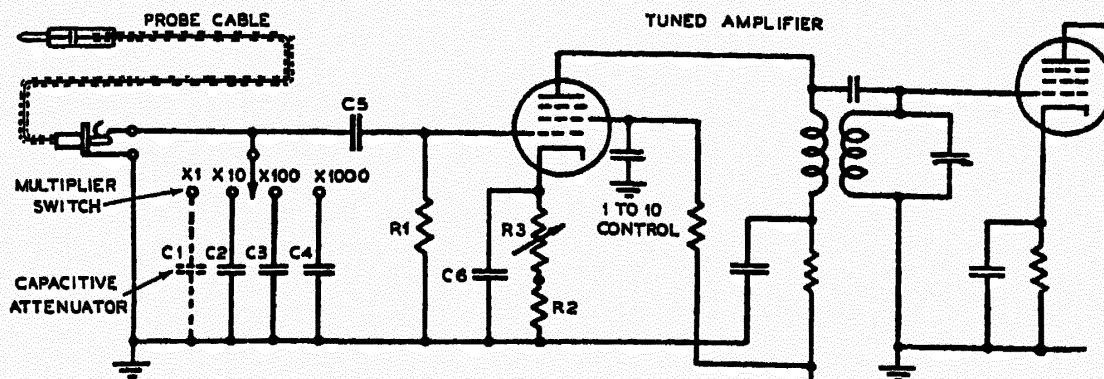 PROBE CABLE
TUNED AMPLIFIER
C5
MULTIPLIER
SWITCH
X1 X10 X100 X1000
R1
R3
1 TO 10
CONTROL
C1 C2 C3 C4
C6
CAPACITIVE
ATTENUATOR
R2